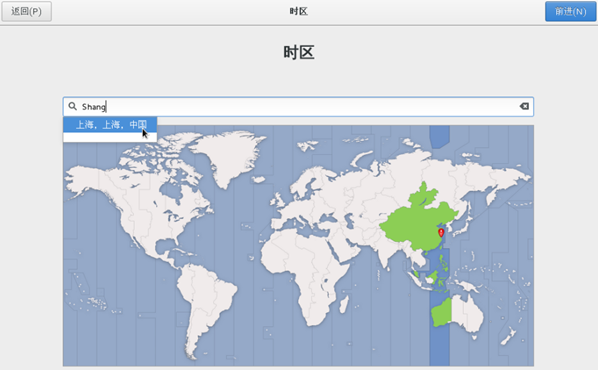 返回(P)
时区
前进(N)
时区
Shang
上海，上海，中国